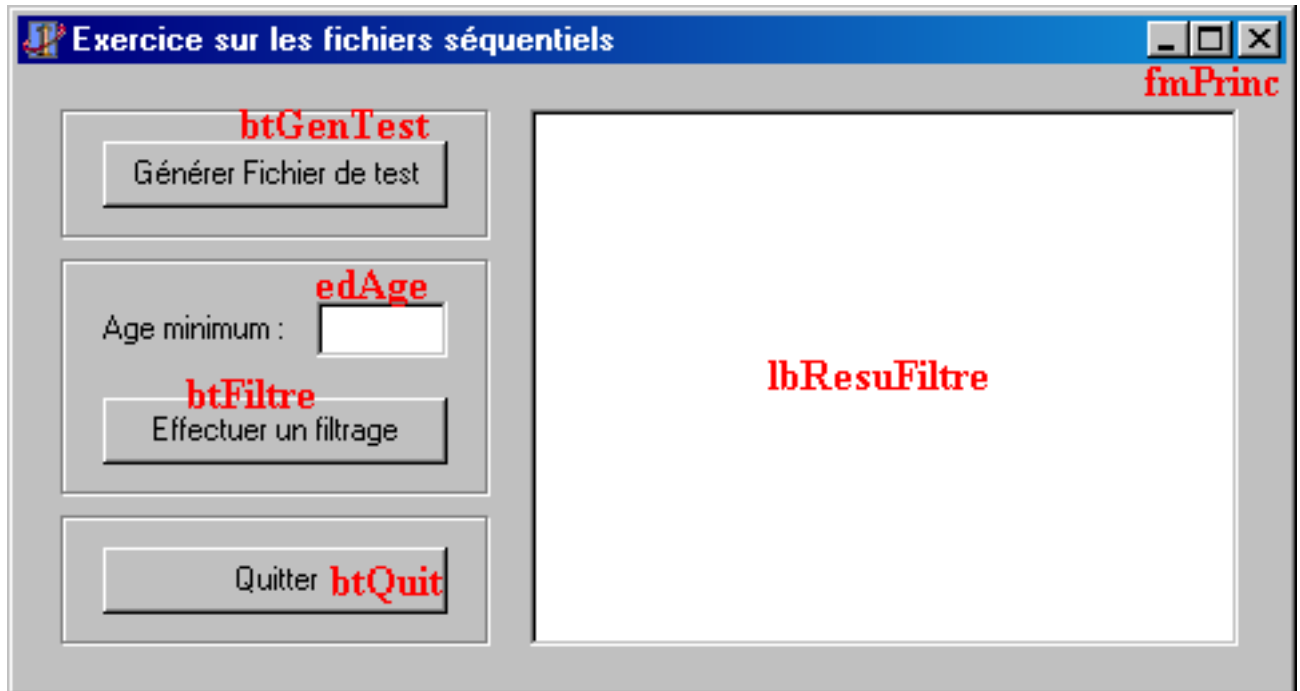 Exercice sur les fichiers séquentiels
fmPrinc
btGenTest
Générer Fichier de test
edAge
Age minimum :
lbResuFiltre
btFiltre
Effectuer un filtrage
Quitter btQuit